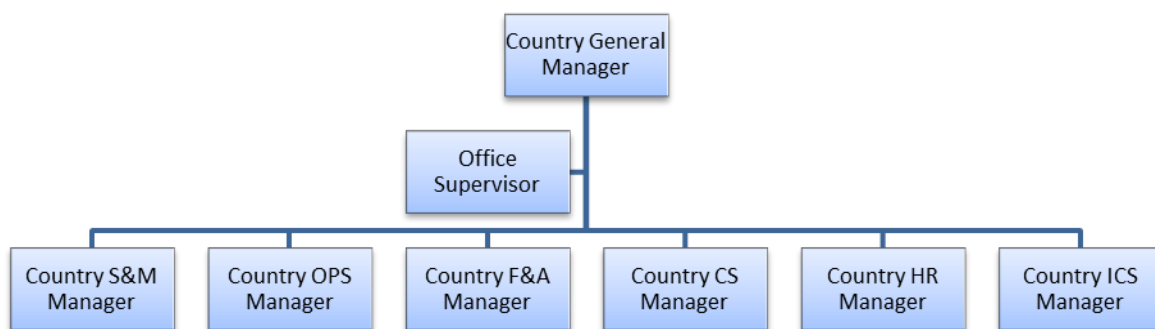 Country General
Manager
Office
Supervisor
Country S&M
Manager
Country OPS
Manager
Country F&A
Manager
Country CS
Manager
Country HR
Manager
Country ICS
Manager